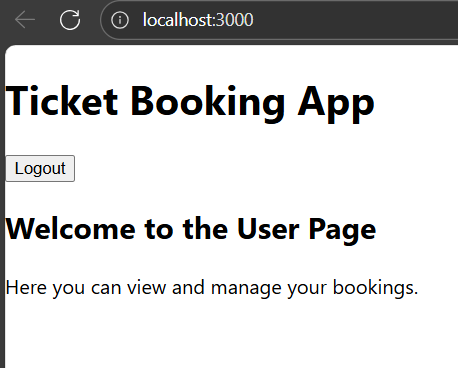 localhost:3000
Ticket Booking App
Logout
Welcome to the User Page
Here you can view and manage your bookings.